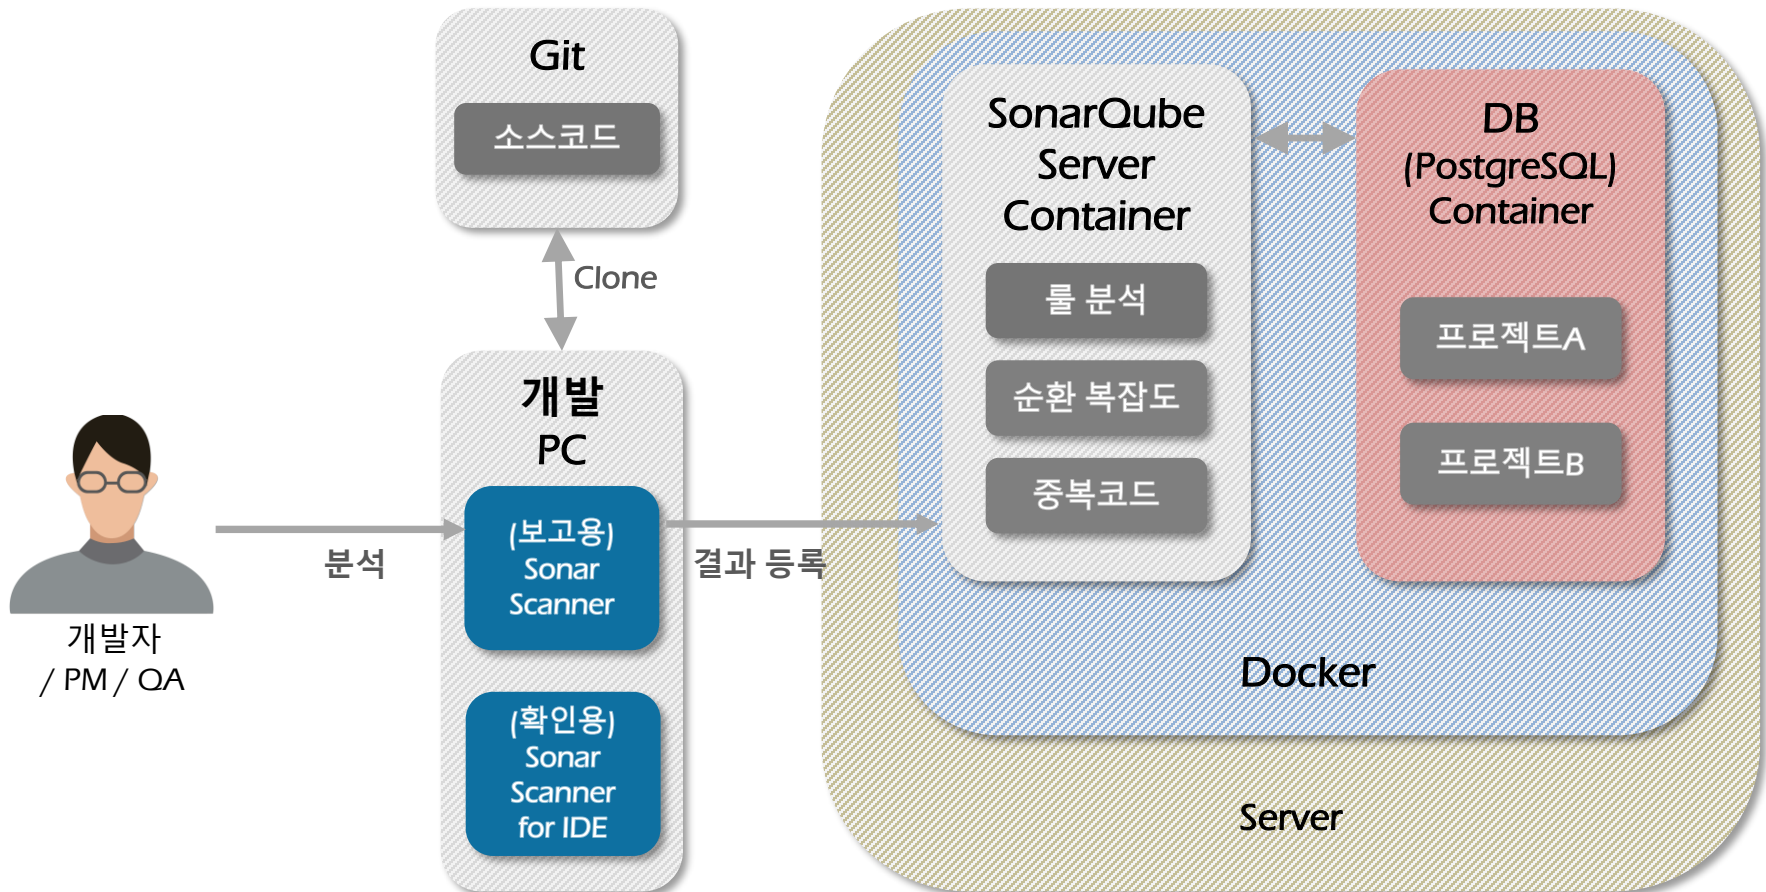 Git
소스코드
Clone
개발
PC
(보고용)
Sonar
Scanner
(확인용)
Sonar
Scanner
for IDE
개발자
/ PM / QA
분석
결과 등록
SonarQube
Server
Container
룰 분석
순환 복잡도
중복코드
DB
(PostgreSQL)
Container
프로젝트A
프로젝트B
Docker
Server